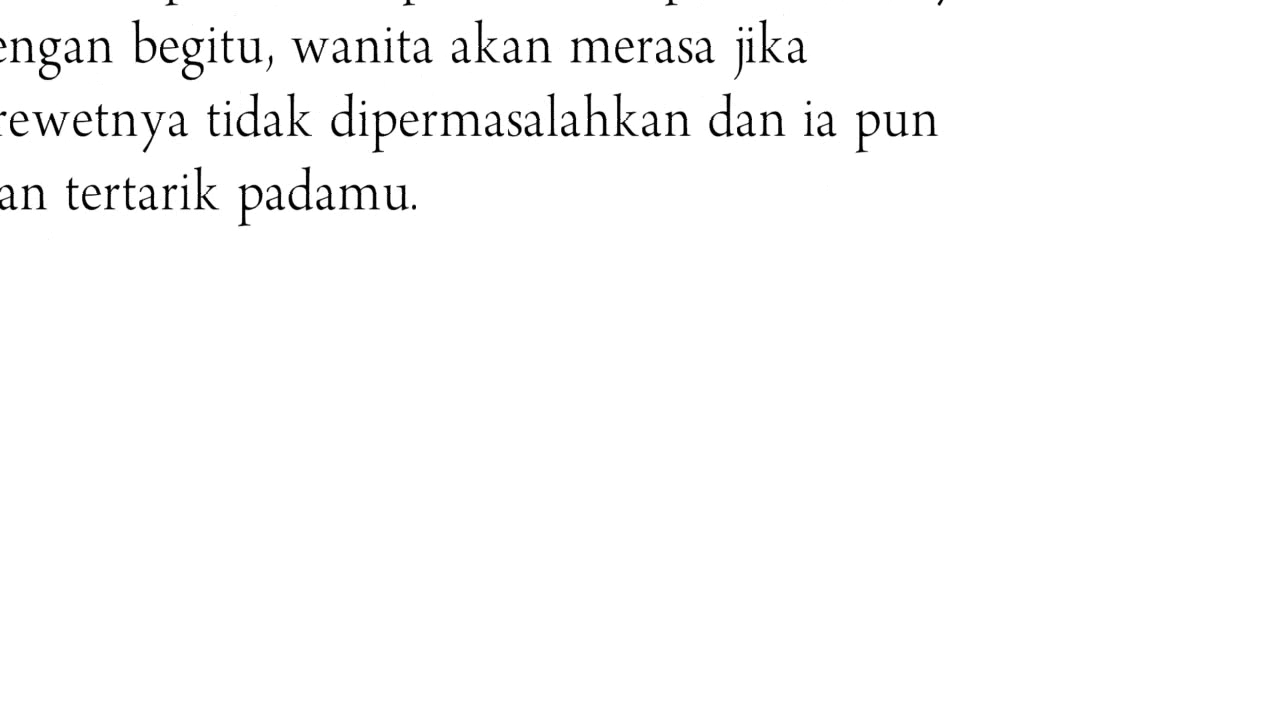 engan begitu, wanita akan merasa jika
rewetnya tidak dipermasalahkan dan ia pun
an tertarik padamu.